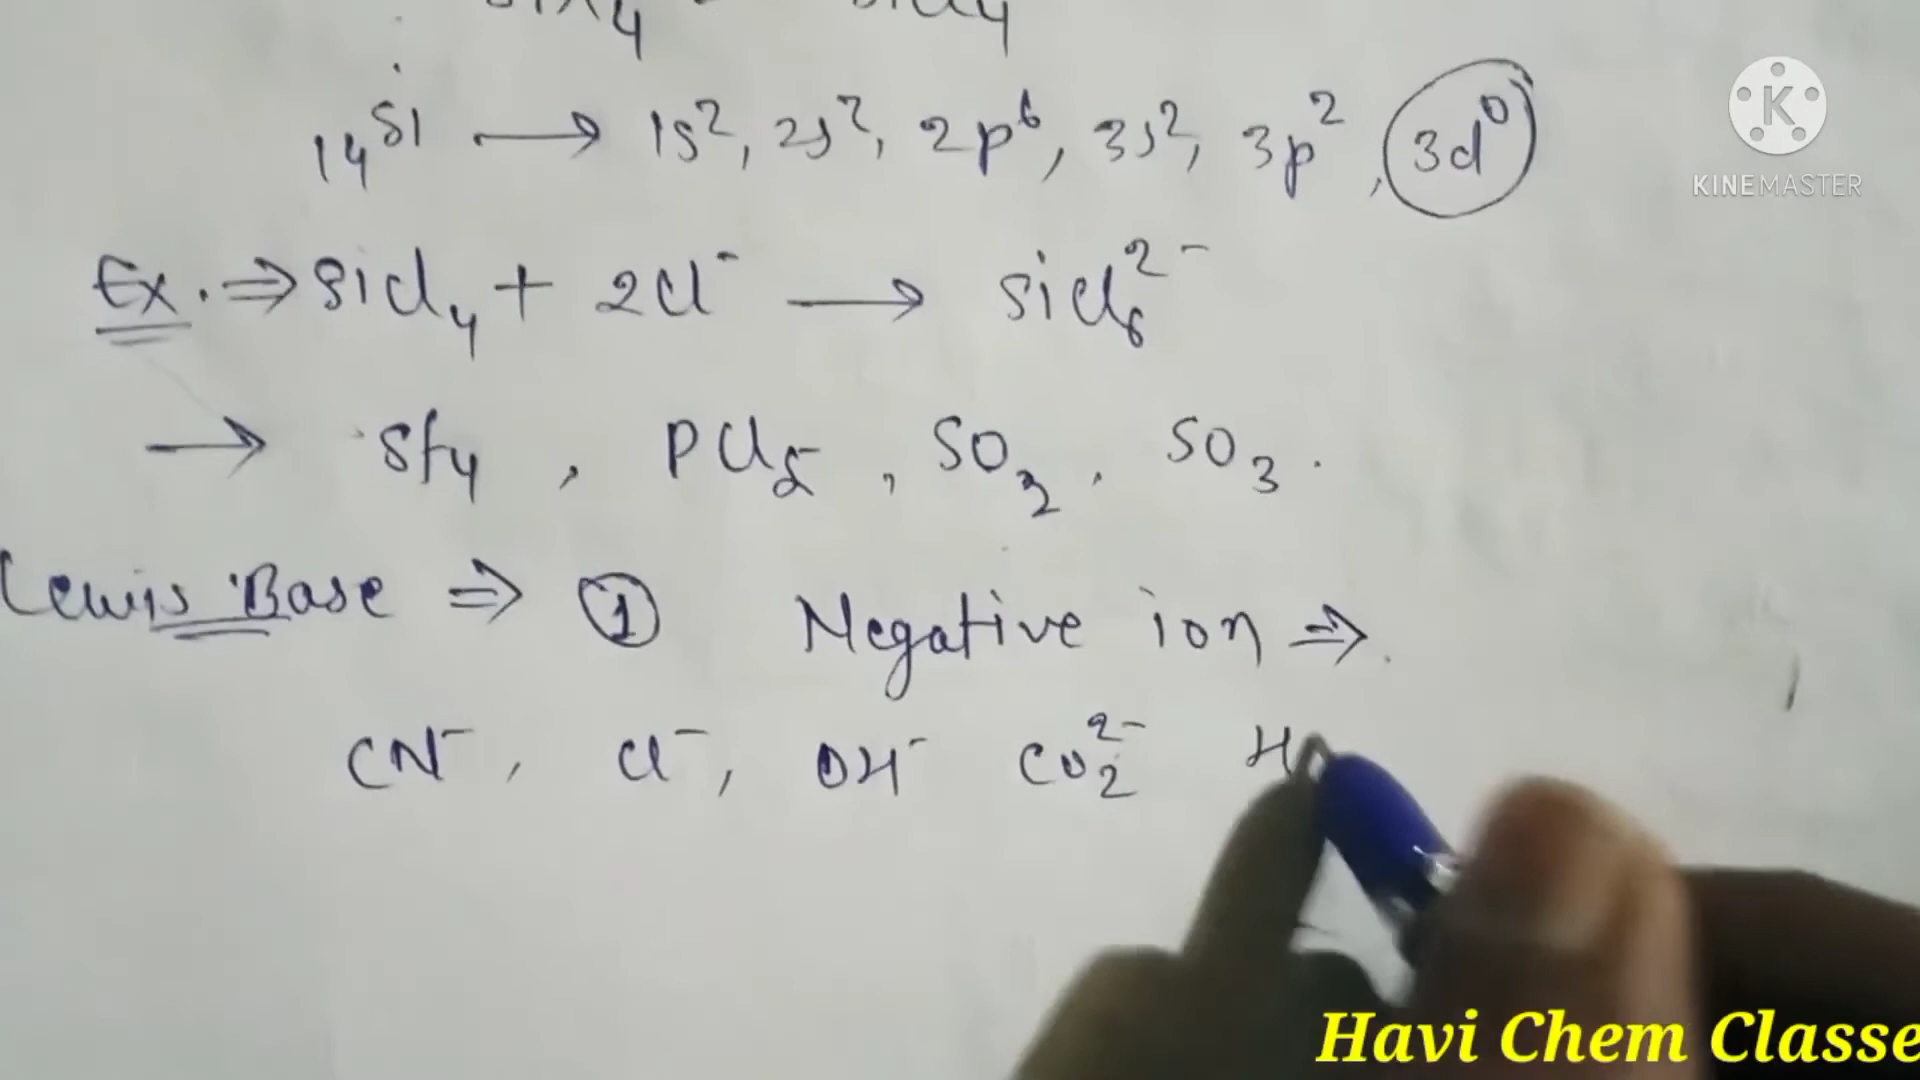 14Si → 1s², 2s², 2p⁶, 3s², 3p², 3d⁰
KINEMASTER
Ex. ⇒ SiCl₄ + 2Cl⁻ → SiCl₆²⁻
→ SF₄, PCl₅, SO₂, SO₃.
Lewis Base ⇒ ① Negative ion ⇒
CN⁻, Cl⁻, OH⁻ CO₂²⁻ H
Havi Chem Classe